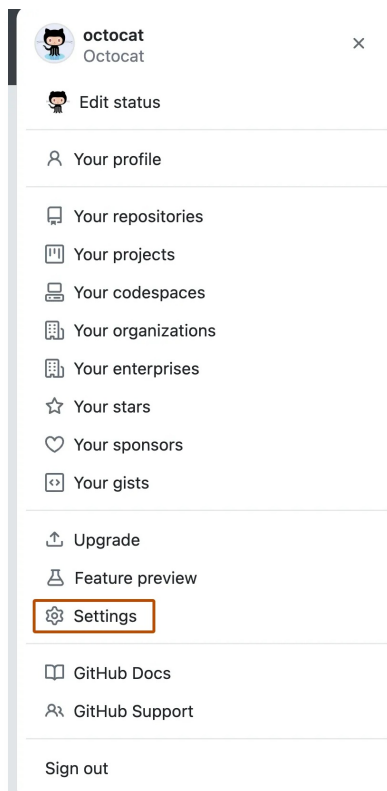 octocat
Octocat
Edit status
Your profile
Your repositories
Your projects
Your codespaces
Your organizations
Your enterprises
Your stars
Your sponsors
Your gists
Upgrade
Feature preview
Settings
GitHub Docs
GitHub Support
Sign out